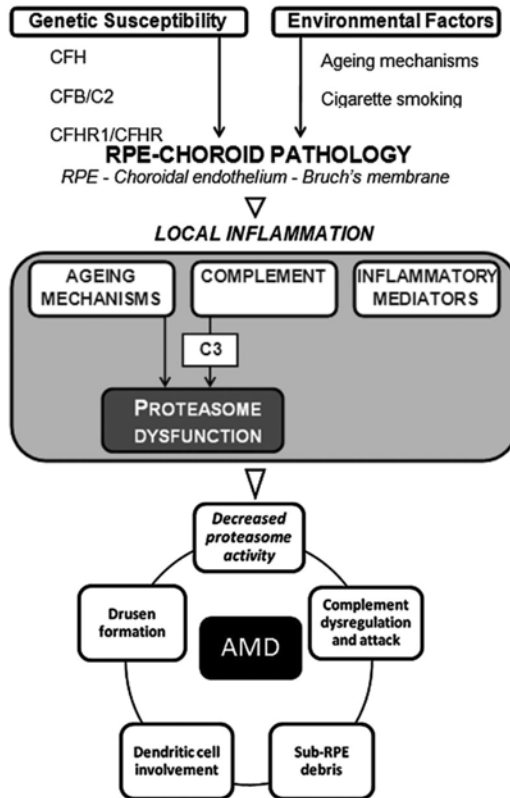 Genetic Susceptibility
CFH
CFB/C2
CFHR1/CFHR
Environmental Factors
Ageing mechanisms
Cigarette smoking
RPE-CHOROID PATHOLOGY
RPE - Choroidal endothelium - Bruch's membrane
LOCAL INFLAMMATION
AGEING
MECHANISMS
COMPLEMENT
INFLAMMATORY
MEDIATORS
C3
PROTEASOME
DYSFUNCTION
Decreased
proteasome
activity
Drusen
formation
Complement
dysregulation
and attack
AMD
Dendritic cell
involvement
Sub-RPE
debris